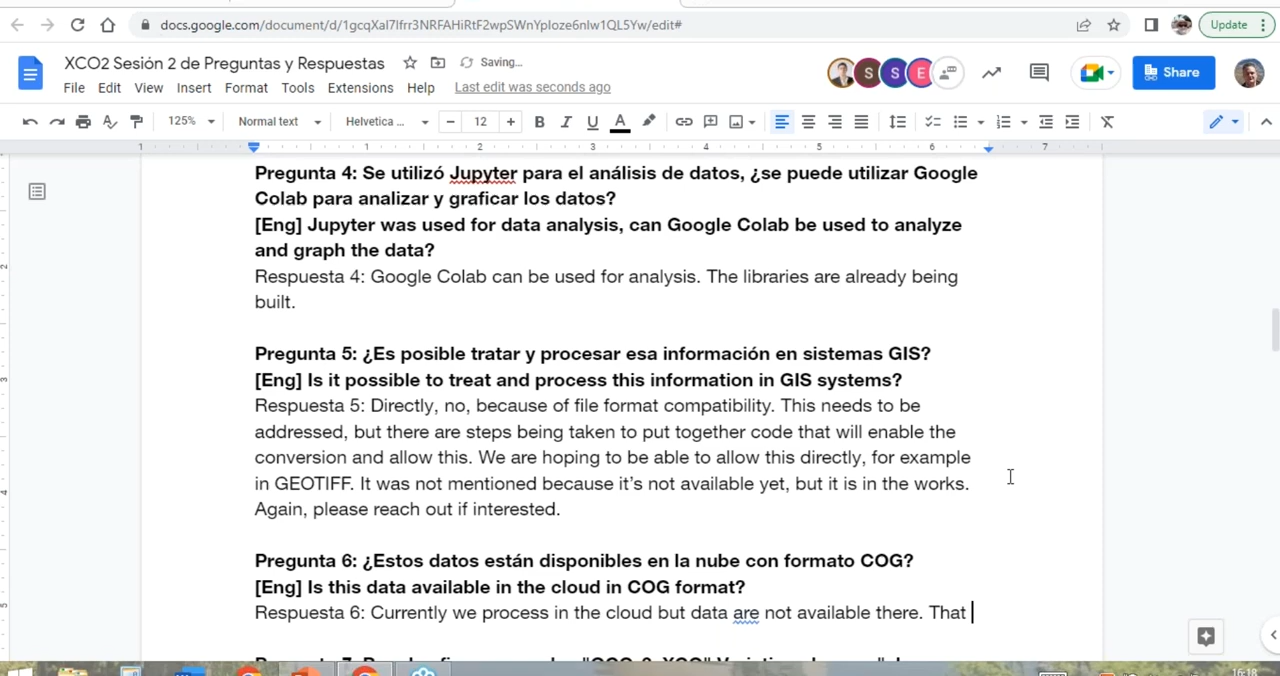 docs.google.com/document/d/1gcqXal7Ifrr3NRFAHiRtF2wpSWnYploze6nlw1QL5Yw/edit#
Update
XCO2 Sesión 2 de Preguntas y Respuestas
Saving...
File Edit View Insert Format Tools Extensions Help Last edit was seconds ago
S S E
Share
125% Normal text Helvetica ... - 12 + B I U A
1 1 2 3 4 5 6 7
Pregunta 4: Se utilizó Jupyter para el análisis de datos, ¿se puede utilizar Google
Colab para analizar y graficar los datos?
[Eng] Jupyter was used for data analysis, can Google Colab be used to analyze
and graph the data?
Respuesta 4: Google Colab can be used for analysis. The libraries are already being
built.
Pregunta 5: ¿Es posible tratar y procesar esa información en sistemas GIS?
[Eng] Is it possible to treat and process this information in GIS systems?
Respuesta 5: Directly, no, because of file format compatibility. This needs to be
addressed, but there are steps being taken to put together code that will enable the
conversion and allow this. We are hoping to be able to allow this directly, for example
in GEOTIFF. It was not mentioned because it's not available yet, but it is in the works.
Again, please reach out if interested.
Pregunta 6: ¿Estos datos están disponibles en la nube con formato COG?
[Eng] Is this data available in the cloud in COG format?
Respuesta 6: Currently we process in the cloud but data are not available there. That
16:18